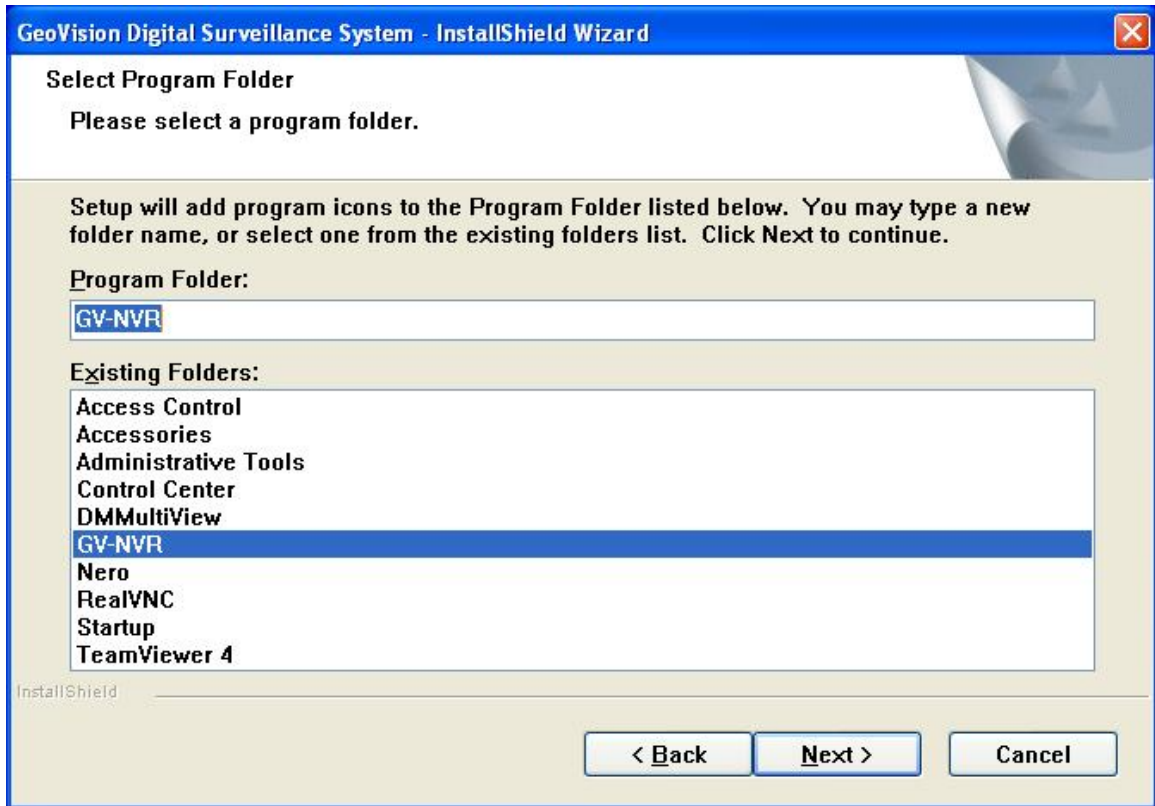 GeoVision Digital Surveillance System - InstallShield Wizard
Select Program Folder
Please select a program folder.
Setup will add program icons to the Program Folder listed below.  You may type a new
folder name, or select one from the existing folders list.  Click Next to continue.
Program Folder:
GV-NVR
Existing Folders:
Access Control
Accessories
Administrative Tools
Control Center
DMMultiView
GV-NVR
Nero
RealVNC
Startup
TeamViewer 4
InstallShield
< Back    Next >    Cancel